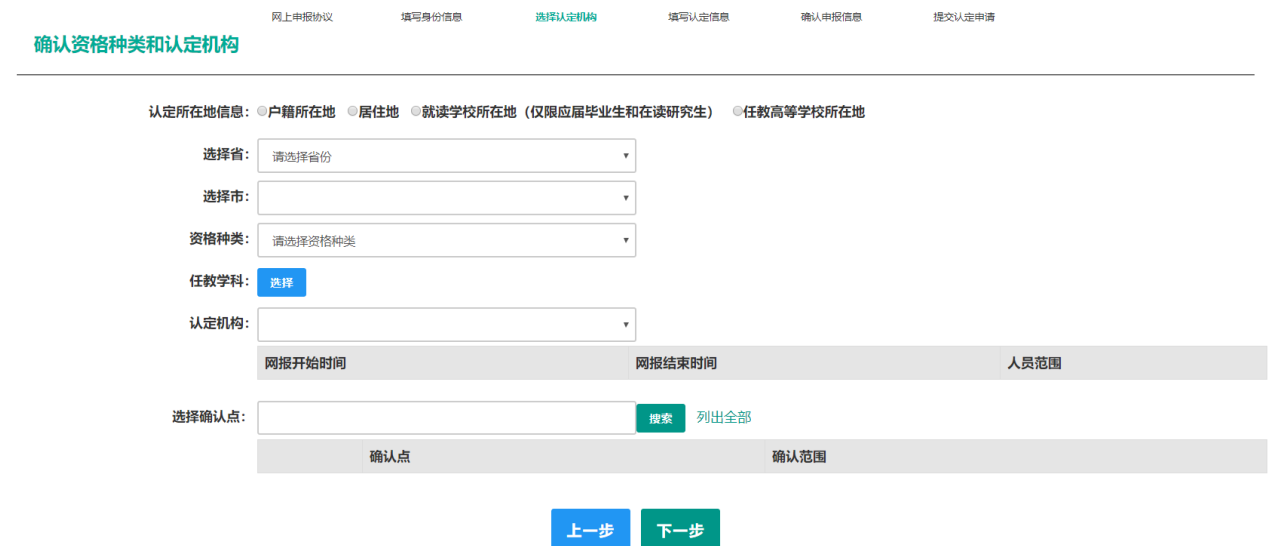 网上申报协议 填写身份信息 选择认定机构 填写认定信息 确认申报信息 提交认定申请
确认资格种类和认定机构
认定所在地信息: 户籍所在地 居住地 就读学校所在地（仅限应届毕业生和在读研究生） 任教高等学校所在地
选择省: 请选择省份
选择市:
资格种类: 请选择资格种类
任教学科: 选择
认定机构:
网报开始时间 网报结束时间 人员范围
选择确认点: 搜索 列出全部
确认点 确认范围
上一步 下一步